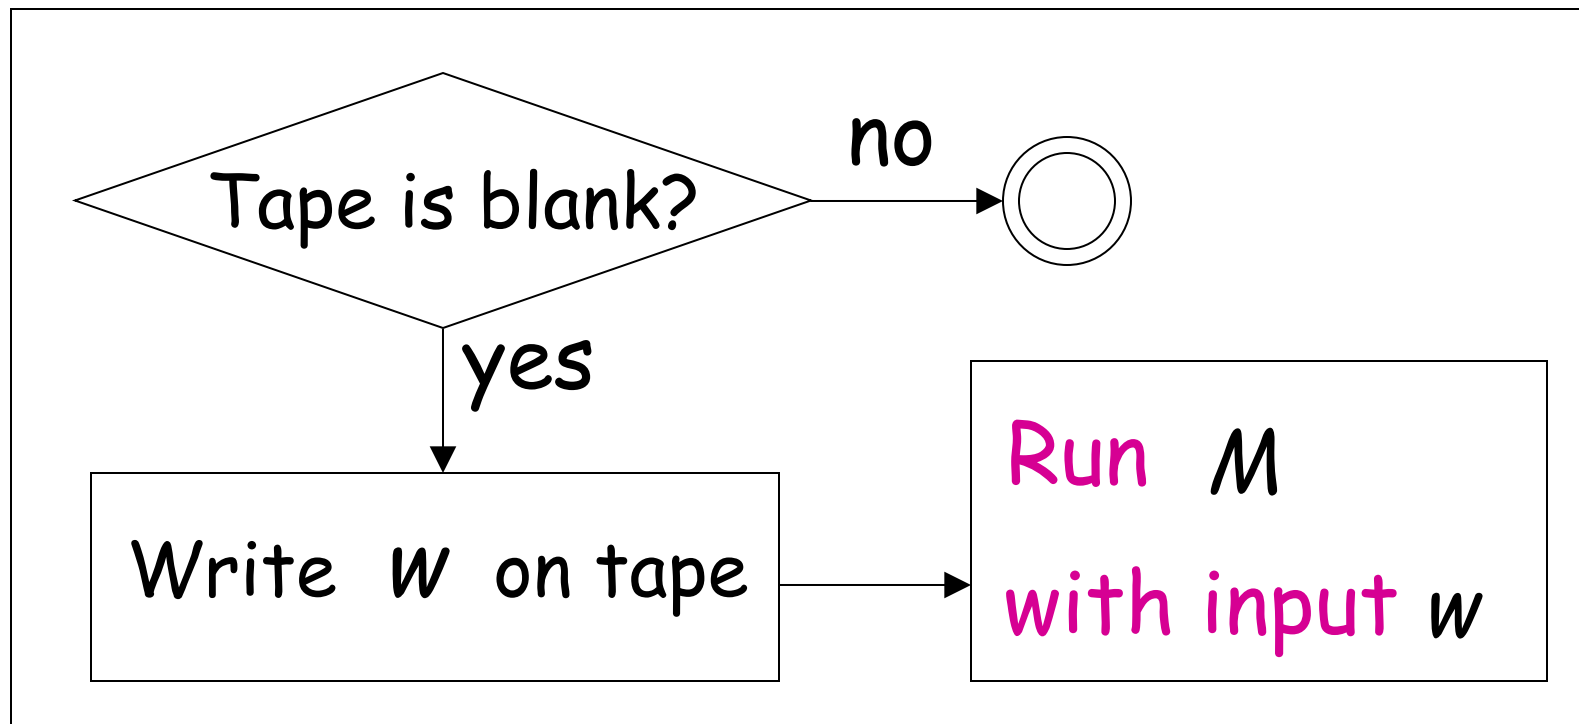 Tape is blank?
no
yes
Write w on tape
Run M
with input w